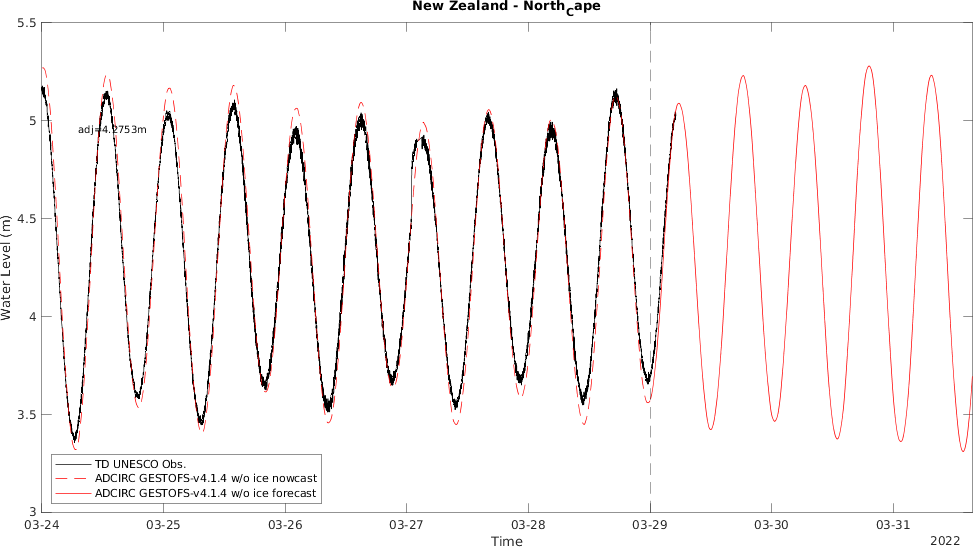 New Zealand - North_Cape
5.5
5
4.5
4
3.5
3
Water Level (m)
adj=4.2753m
TD UNESCO Obs.
ADCIRC GESTOFS-v4.1.4 w/o ice nowcast
ADCIRC GESTOFS-v4.1.4 w/o ice forecast
03-24 03-25 03-26 03-27 03-28 03-29 03-30 03-31
Time
2022